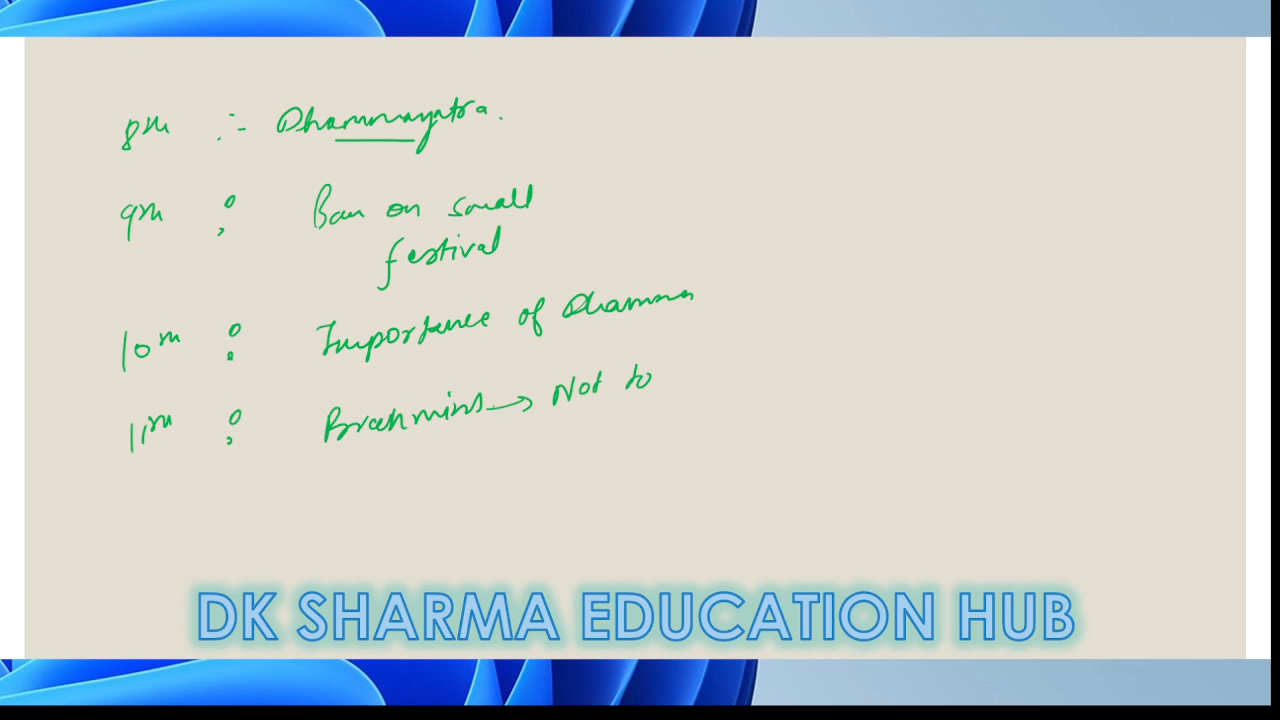 8th :- Dhammayatra.
9th : Ban on small
festival
10th : Importance of Dhamma
11th : Brahmins → Not to
DK SHARMA EDUCATION HUB